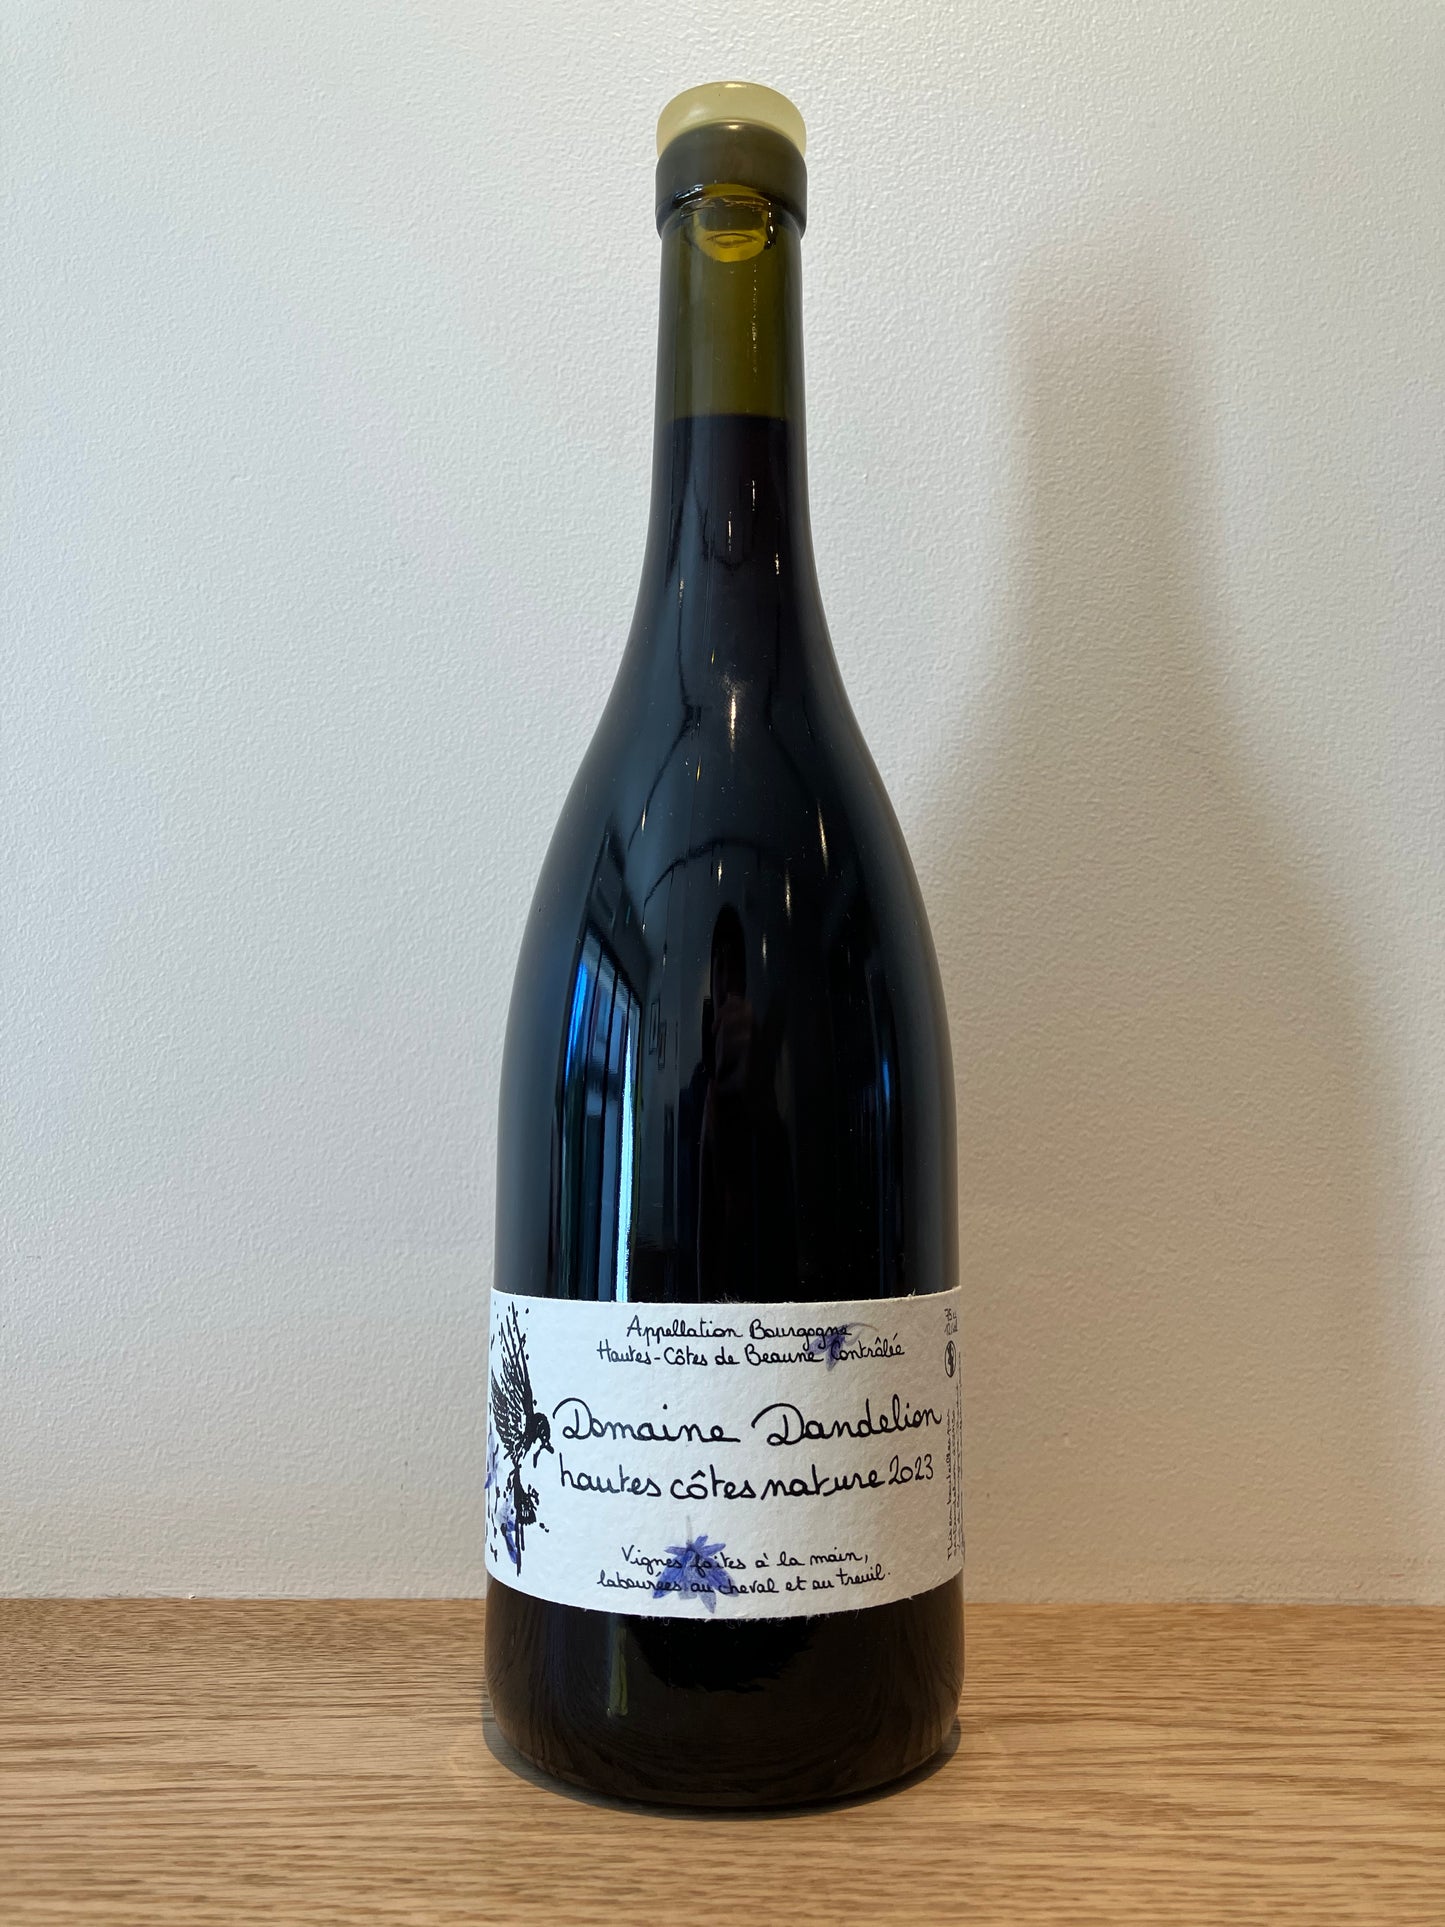 Appellation Bourgogne
Hautes-Côtes de Beaune Contrôlée
Domaine Dandelion
hautes côtes nature 2023
Vignes faites à la main,
labourées au cheval et au treuil.